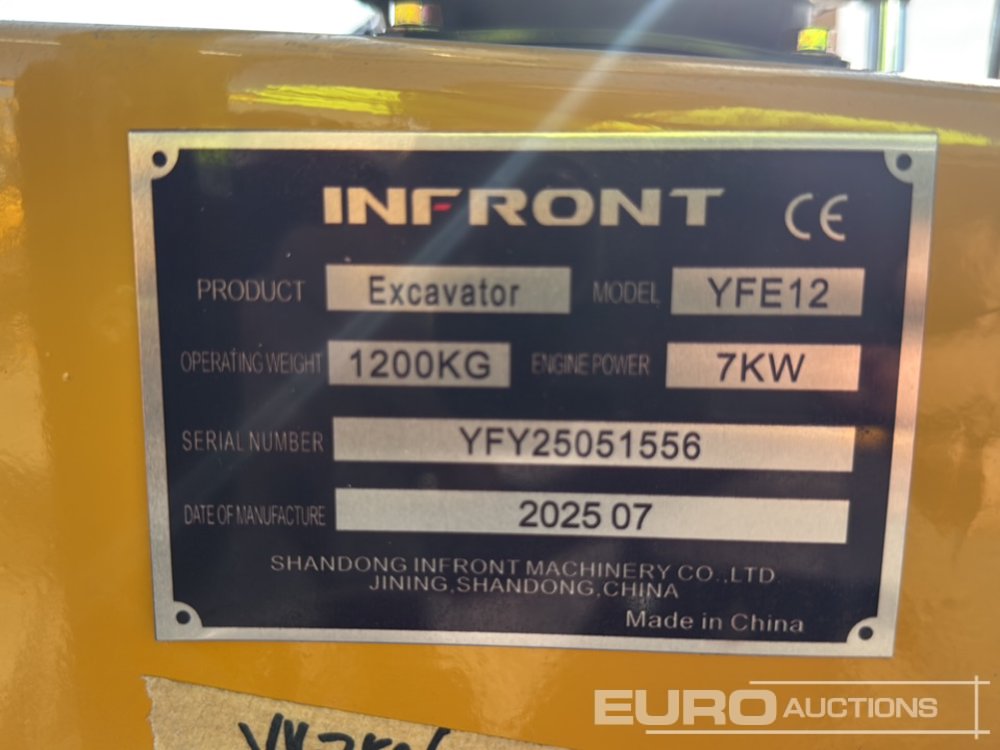 INFRONT CE
PRODUCT Excavator MODEL YFE12
OPERATING WEIGHT 1200KG ENGINE POWER 7KW
SERIAL NUMBER YFY25051556
DATE OF MANUFACTURE 2025 07
SHANDONG INFRONT MACHINERY CO.,LTD
JINING,SHANDONG,CHINA
Made in China
EURO AUCTIONS